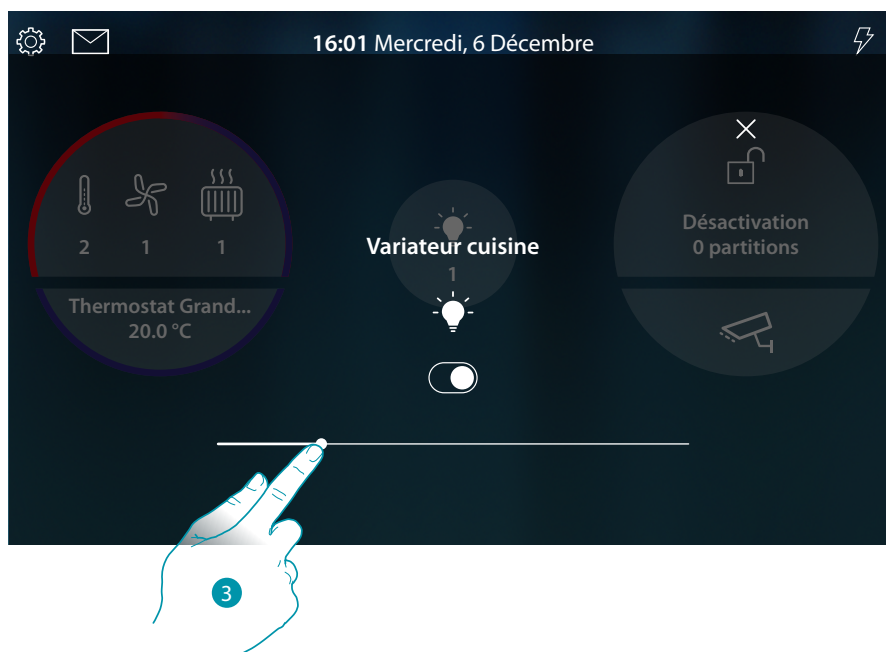 16:01 Mercredi, 6 Décembre
2 1 1
Thermostat Grand...
20.0 °C
Variateur cuisine
1
Désactivation
0 partitions
3